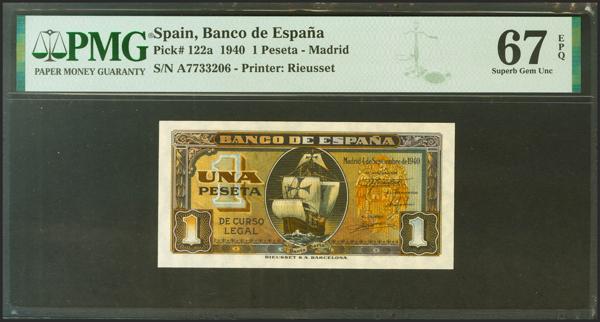 PMG
PAPER MONEY GUARANTY
Spain, Banco de España
Pick# 122a 1940 1 Peseta - Madrid
S/N A7733206 - Printer: Rieusset
67
EPQ
Superb Gem Unc
BANCO DE ESPAÑA
Madrid 4 de Septiembre de 1940
1
UNA
PESETA
DE CURSO
LEGAL
1
1
RIEUSSET S.A. BARCELONA